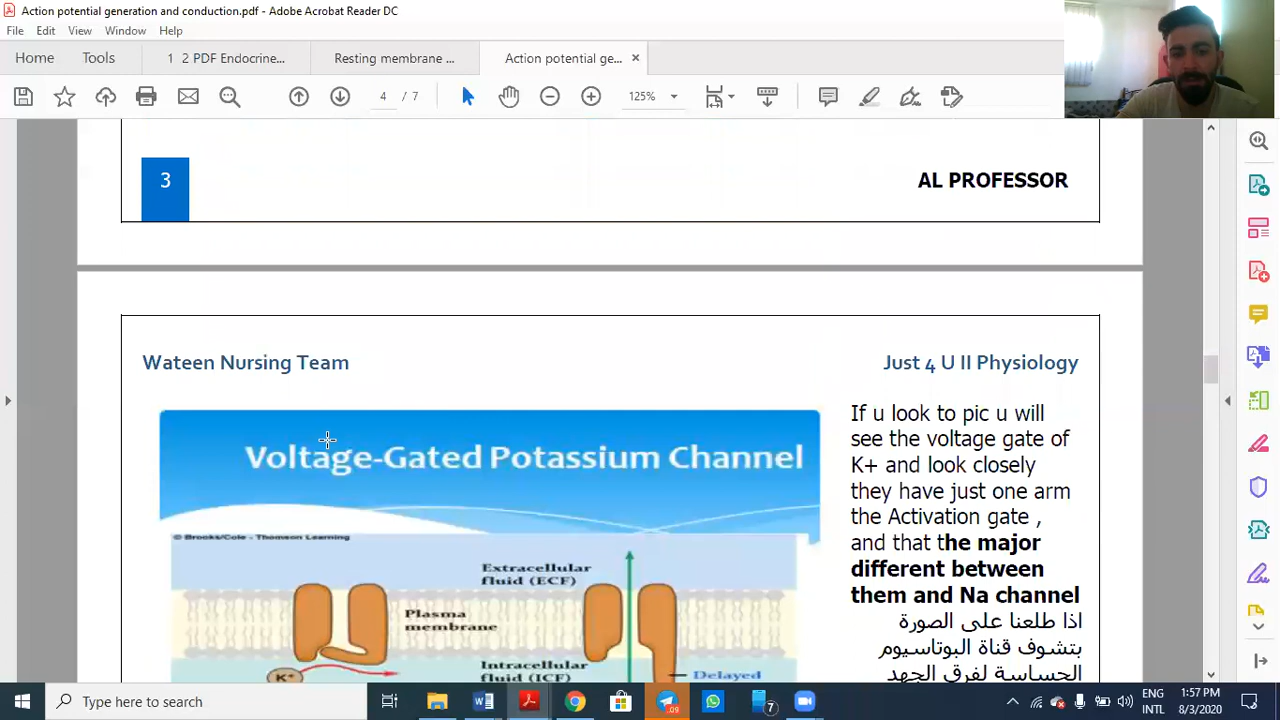 Action potential generation and conduction.pdf - Adobe Acrobat Reader DC
File Edit View Window Help
Home Tools 1 2 PDF Endocrine... Resting membrane ... Action potential ge... ×
4 / 7 125%
3 AL PROFESSOR
Wateen Nursing Team Just 4 U II Physiology
Voltage-Gated Potassium Channel
© Brooks/Cole - Thomson Learning
Extracellular
fluid (ECF)
Plasma
membrane
Intracellular
fluid (ICF)
K+
Delayed
If u look to pic u will
see the voltage gate of
K+ and look closely
they have just one arm
the Activation gate ,
and that the major
different between
them and Na channel
اذا طلعنا على الصورة
بتشوف قناة البوتاسيوم
الحساسة لفرق الجهد
Type here to search
09
7
ENG
INTL
1:57 PM
8/3/2020
3